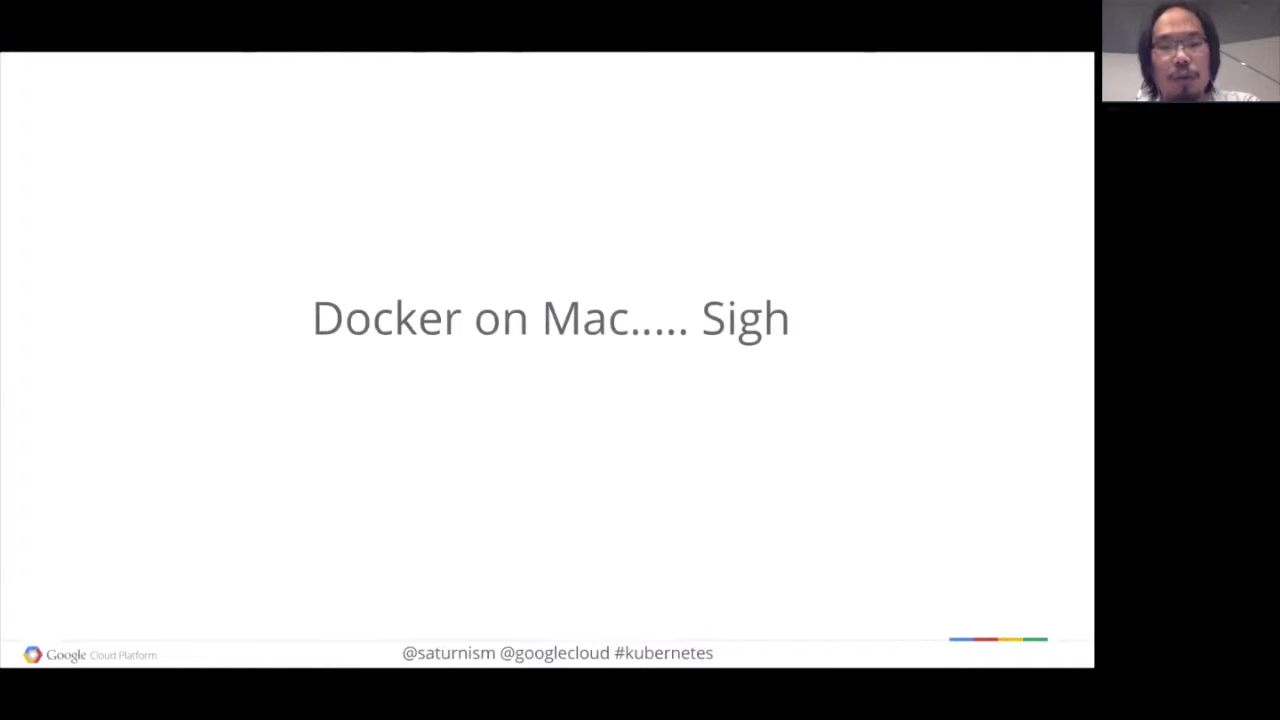 Docker on Mac..... Sigh
Google Cloud Platform
@saturnism @googlecloud #kubernetes